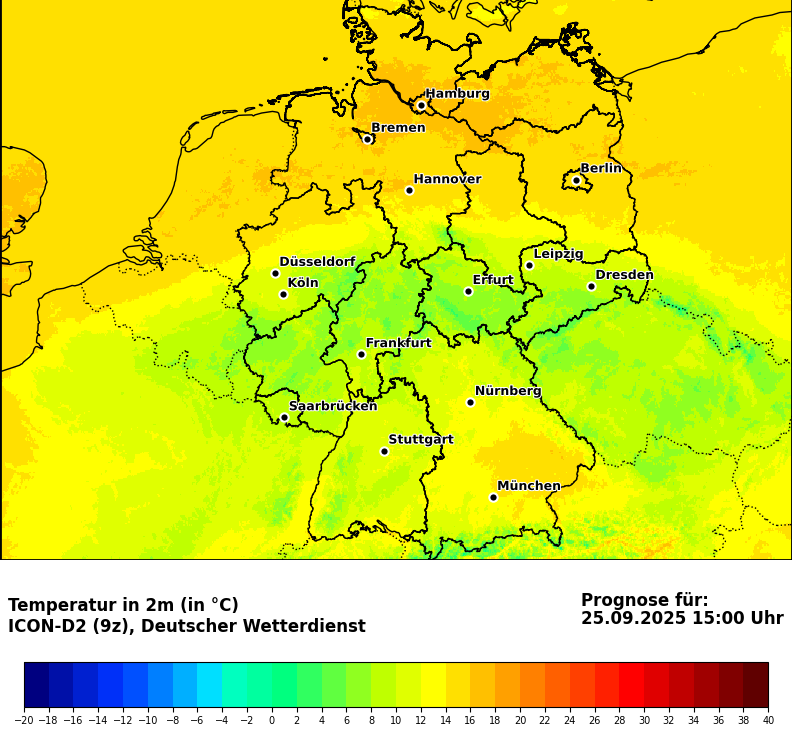 Hamburg
Bremen
Berlin
Hannover
Leipzig
Düsseldorf
Dresden
Köln
Erfurt
Frankfurt
Nürnberg
Saarbrücken
Stuttgart
München
Temperatur in 2m (in °C)
ICON-D2 (9z), Deutscher Wetterdienst
Prognose für:
25.09.2025 15:00 Uhr
−20 −18 −16 −14 −12 −10 −8 −6 −4 −2 0 2 4 6 8 10 12 14 16 18 20 22 24 26 28 30 32 34 36 38 40